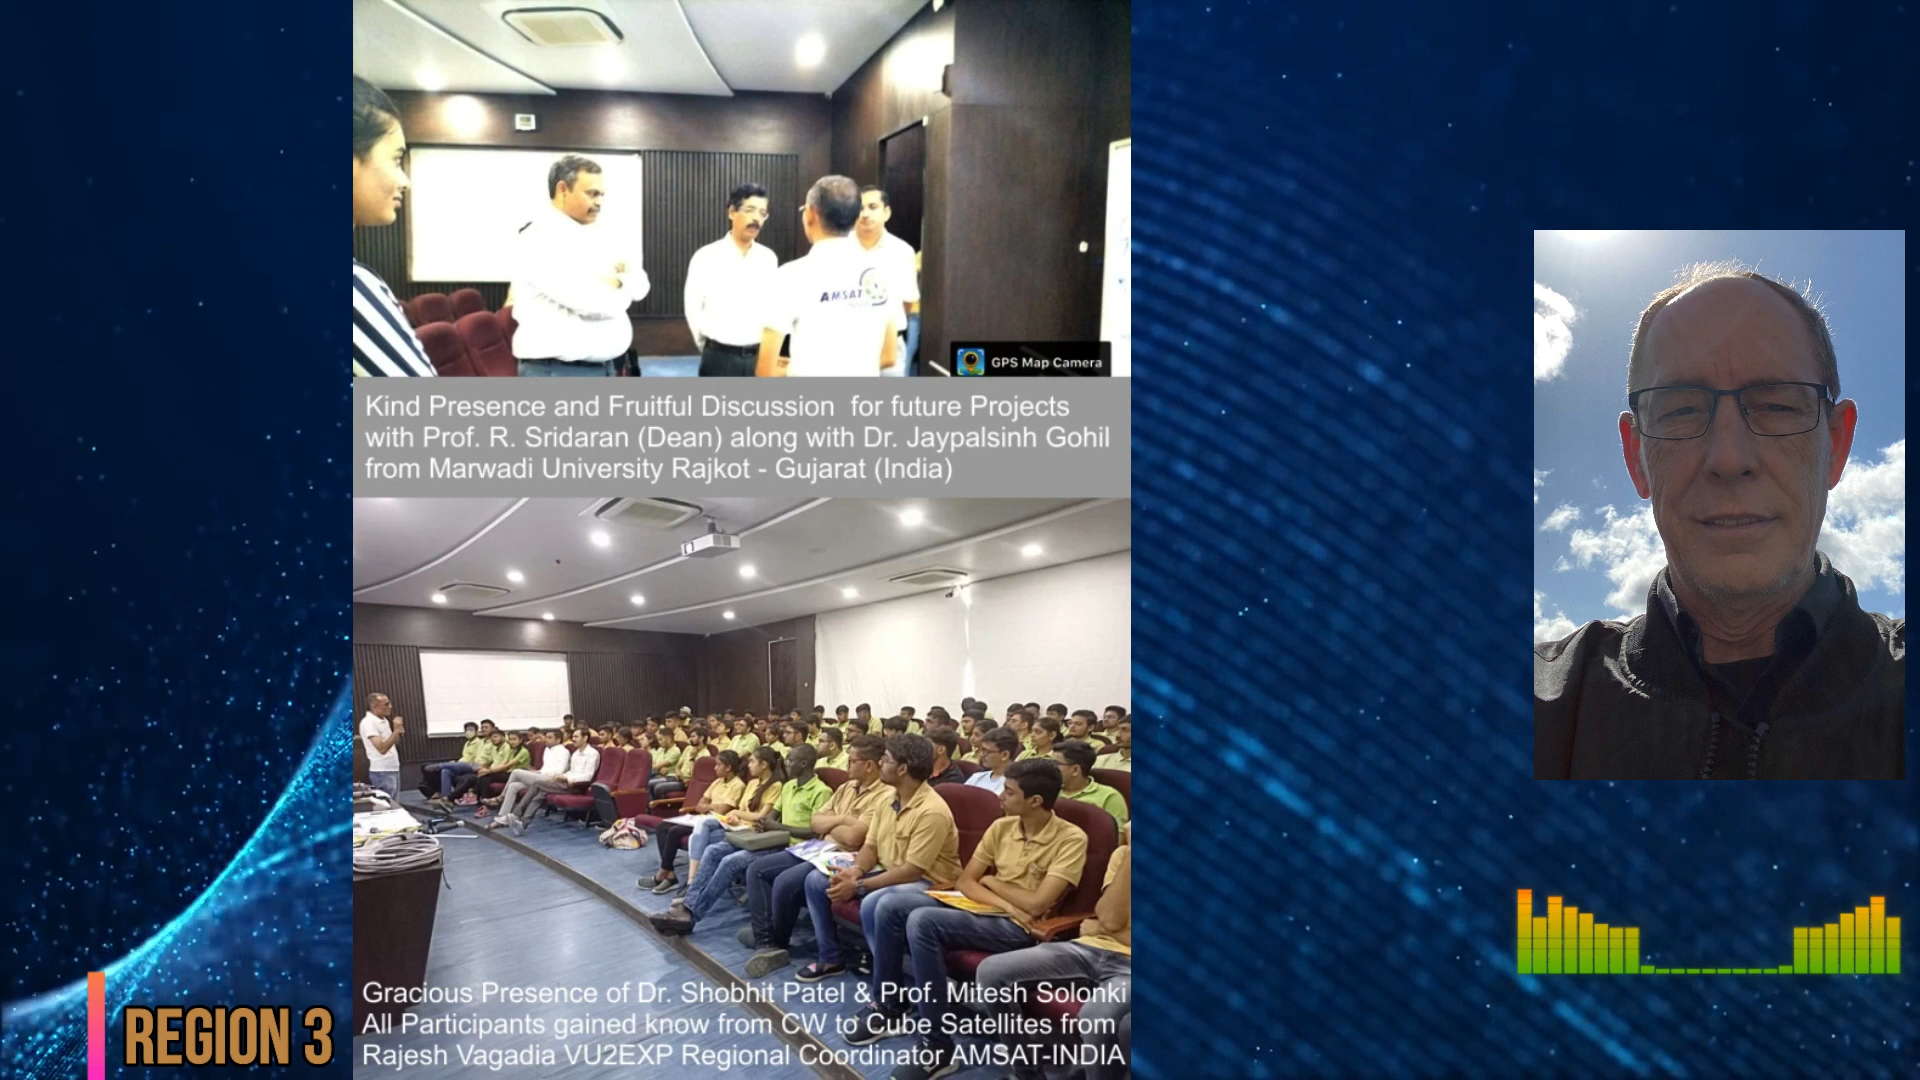 AMSAT
GPS Map Camera
Kind Presence and Fruitful Discussion for future Projects
with Prof. R. Sridaran (Dean) along with Dr. Jaypalsinh Gohil
from Marwadi University Rajkot - Gujarat (India)
Gracious Presence of Dr. Shobhit Patel & Prof. Mitesh Solonki
All Participants gained know from CW to Cube Satellites from
Rajesh Vagadia VU2EXP Regional Coordinator AMSAT-INDIA
REGION 3